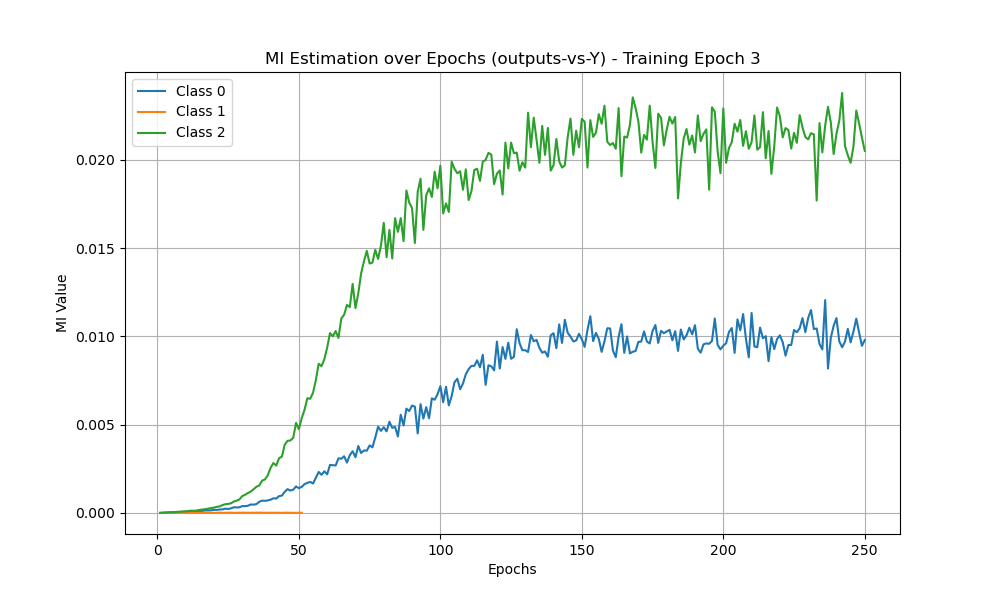 MI Estimation over Epochs (outputs-vs-Y) - Training Epoch 3
Class 0
Class 1
Class 2
0.020
0.015
0.010
0.005
0.000
MI Value
0 50 100 150 200 250
Epochs